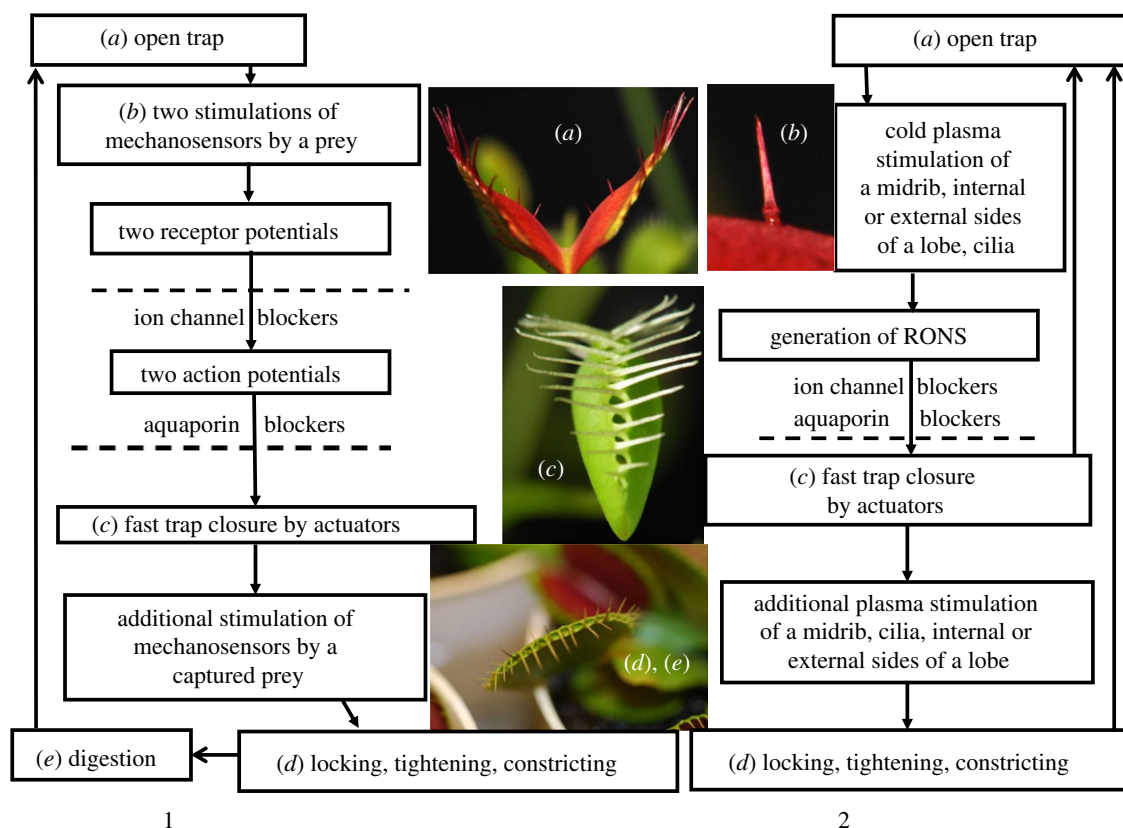 (a) open trap
(b) two stimulations of
mechanosensors by a prey
two receptor potentials
ion channel blockers
two action potentials
aquaporin blockers
(c) fast trap closure by actuators
additional stimulation of
mechanosensors by a
captured prey
(e) digestion
(d) locking, tightening, constricting
1
(a)
(b)
(c)
(d), (e)
(a) open trap
cold plasma
stimulation of
a midrib, internal
or external sides
of a lobe, cilia
generation of RONS
ion channel blockers
aquaporin blockers
(c) fast trap closure
by actuators
additional plasma stimulation
of a midrib, cilia, internal or
external sides of a lobe
(d) locking, tightening, constricting
2